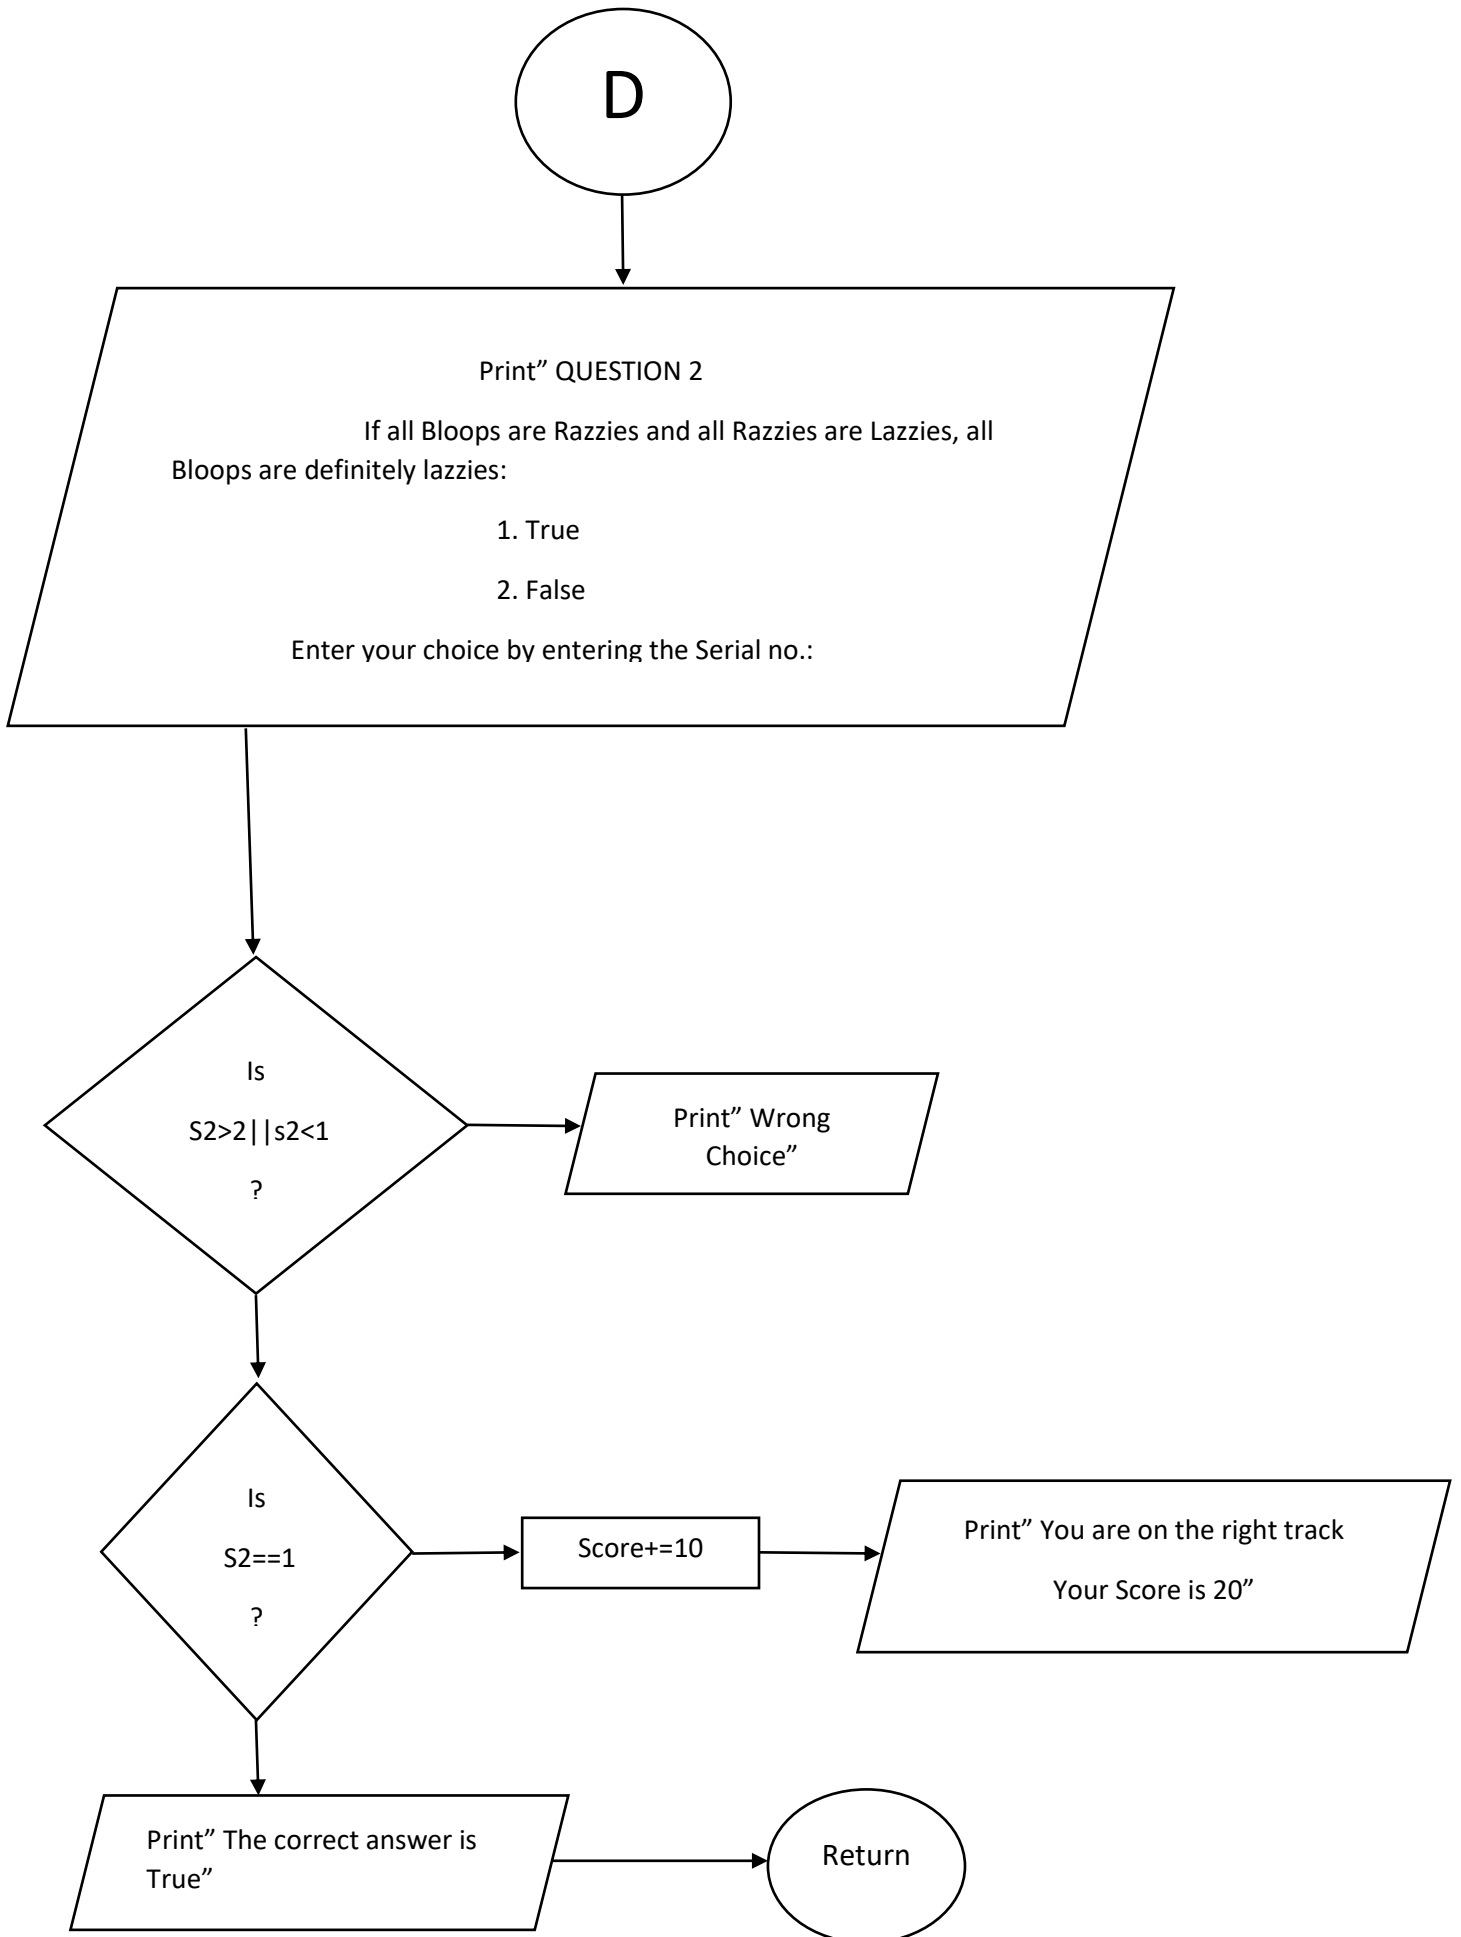 D
Print” QUESTION 2
If all Bloops are Razzies and all Razzies are Lazzies, all
Bloops are definitely lazzies:
1. True
2. False
Enter your choice by entering the Serial no.:
Is
S2>2||s2<1
?
Print” Wrong
Choice”
Is
S2==1
?
Score+=10
Print” You are on the right track
Your Score is 20”
Print” The correct answer is
True”
Return